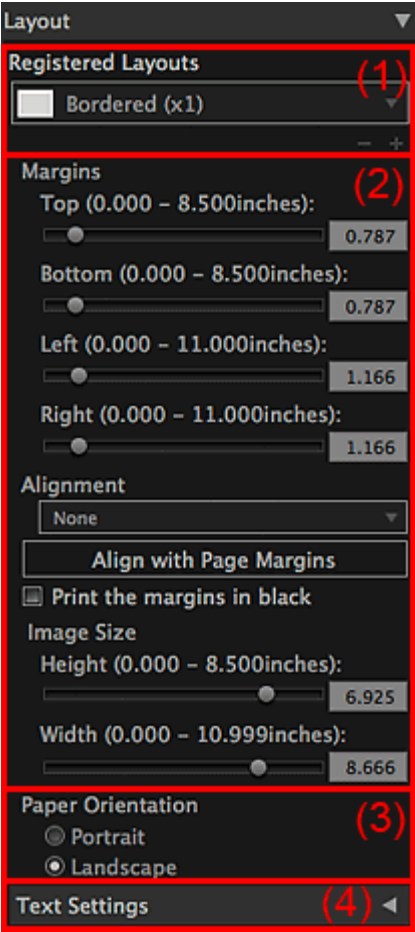 Layout
Registered Layouts (1)
Bordered (x1)
− +
Margins (2)
Top (0.000 – 8.500inches):
0.787
Bottom (0.000 – 8.500inches):
0.787
Left (0.000 – 11.000inches):
1.166
Right (0.000 – 11.000inches):
1.166
Alignment
None
Align with Page Margins
Print the margins in black
Image Size
Height (0.000 – 8.500inches):
6.925
Width (0.000 – 10.999inches):
8.666
Paper Orientation (3)
Portrait
Landscape
Text Settings (4)